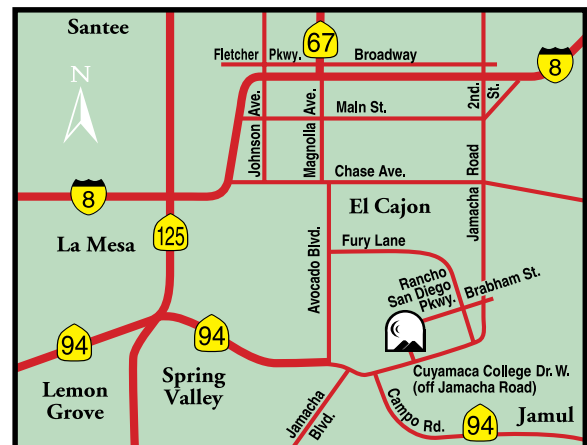 Santee
67
Fletcher Pkwy. Broadway
8
N
Johnson Ave.
Magnolla Ave.
2nd. St.
Main St.
Chase Ave.
Jamacha Road
8
125
La Mesa
El Cajon
Avocado Blvd.
Fury Lane
Rancho
San Diego
Pkwy.
Brabham St.
94
94
Cuyamaca College Dr. W.
(off Jamacha Road)
Lemon
Grove
Spring
Valley
Jamacha
Blvd.
Campo Rd.
94
Jamul